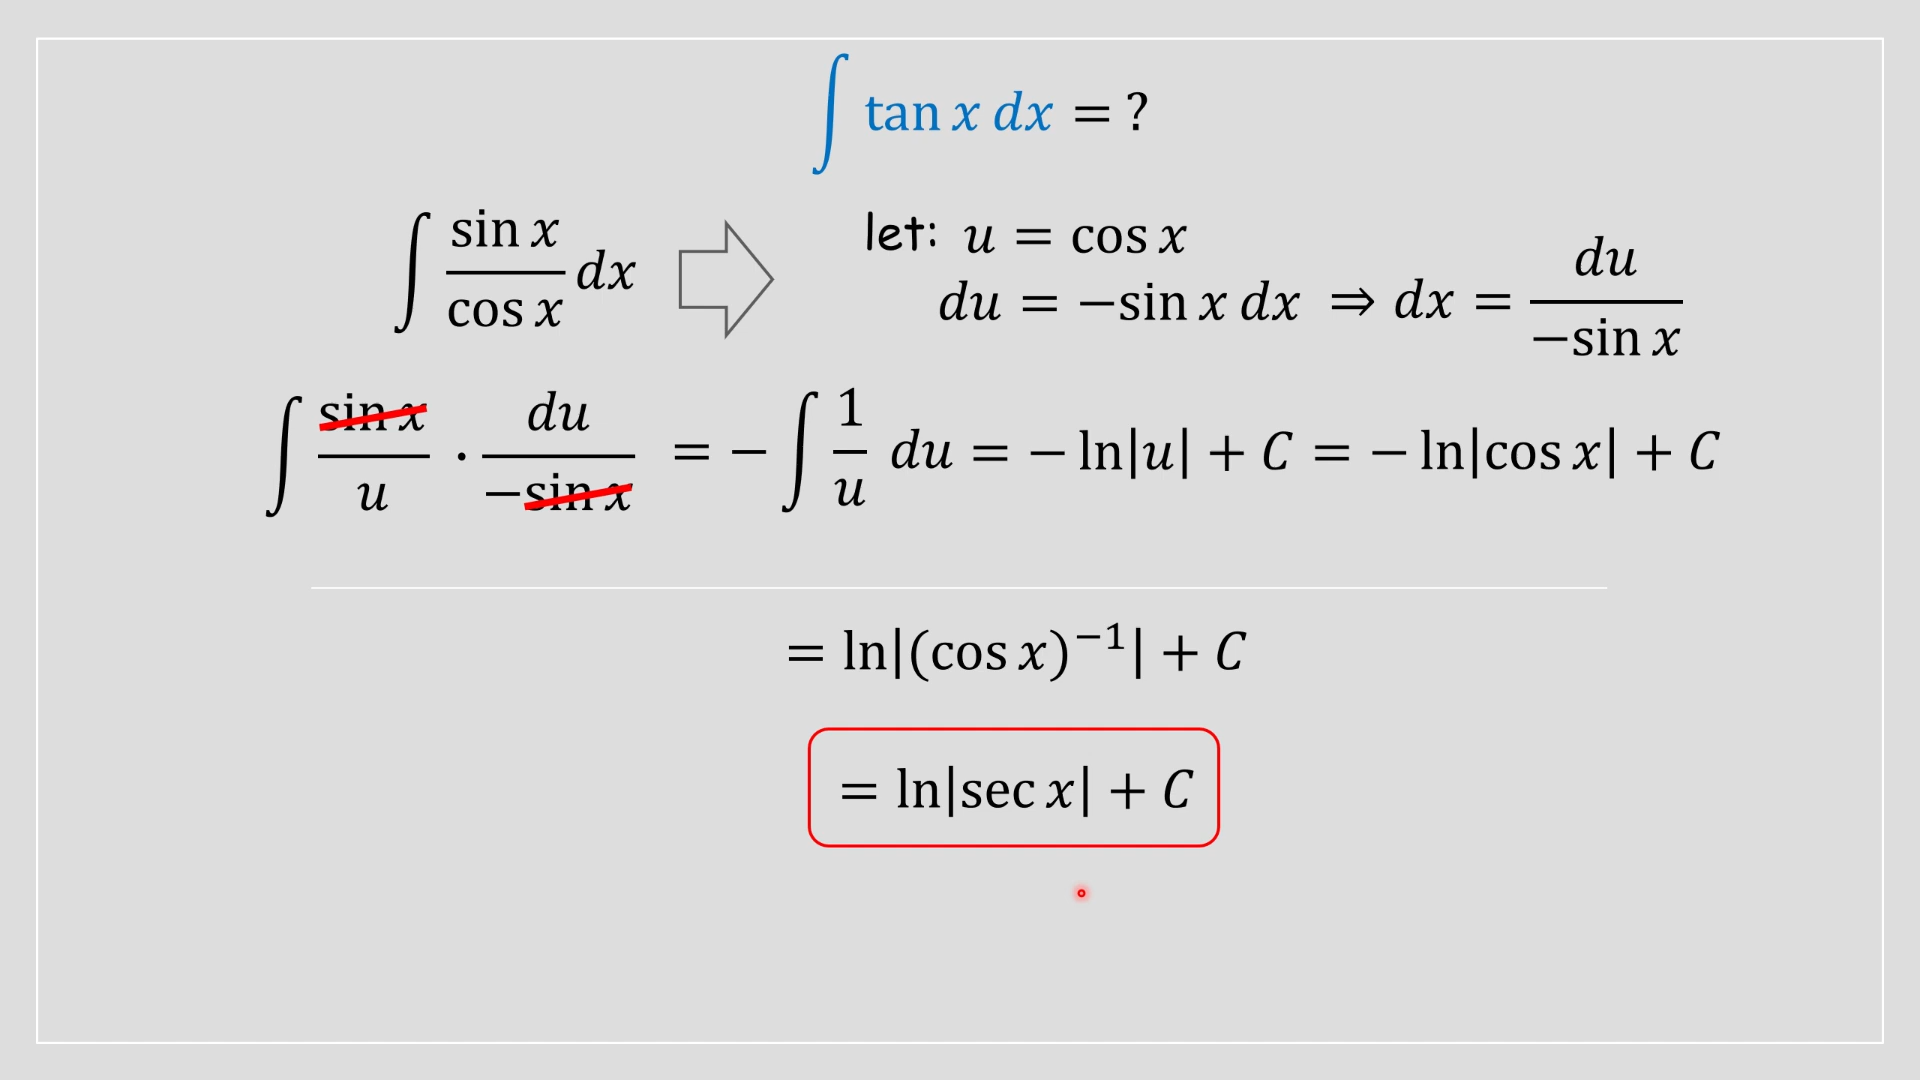 ∫ tan x dx = ?
∫ sin x / cos x dx ⇨ let: u = cos x
du = −sin x dx ⇒ dx = du / −sin x
∫ sin x / u · du / −sin x = − ∫ 1 / u du = − ln|u| + C = − ln|cos x| + C
= ln|(cos x)⁻¹| + C
= ln|sec x| + C